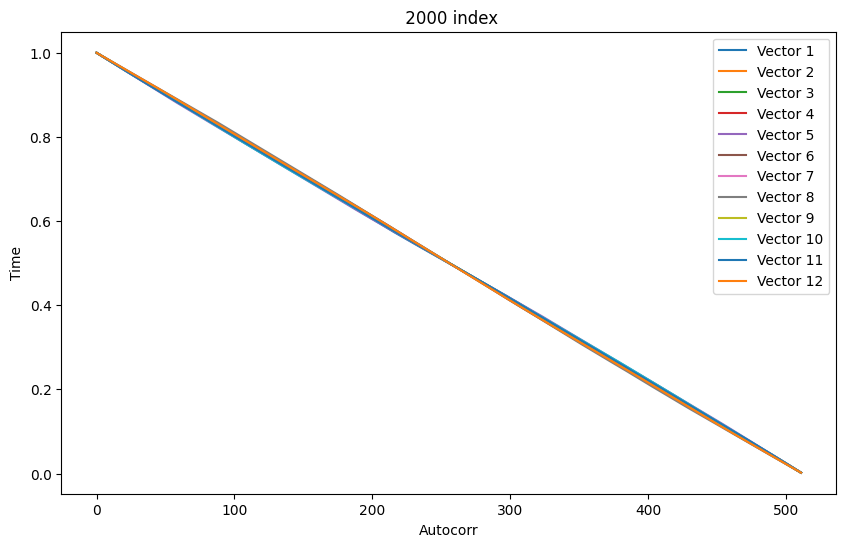 2000 index
1.0
0.8
0.6
0.4
0.2
0.0
Time
0
100
200
300
400
500
Autocorr
Vector 1
Vector 2
Vector 3
Vector 4
Vector 5
Vector 6
Vector 7
Vector 8
Vector 9
Vector 10
Vector 11
Vector 12